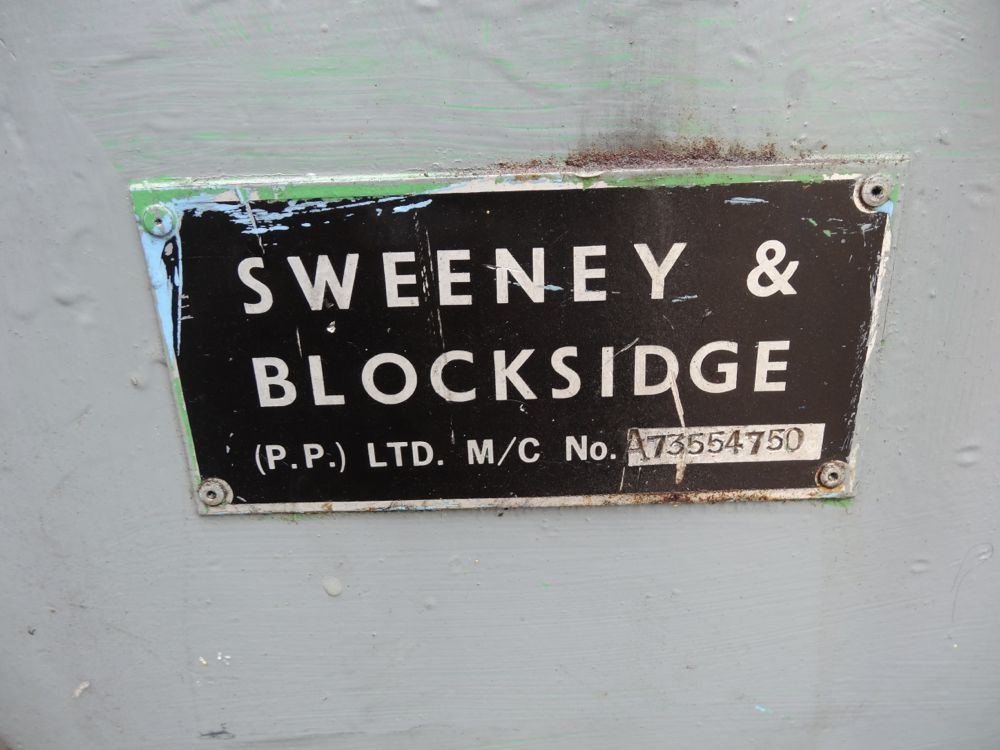 SWEENEY &
BLOCKSIDGE
(P.P.) LTD. M/C No. A73554750